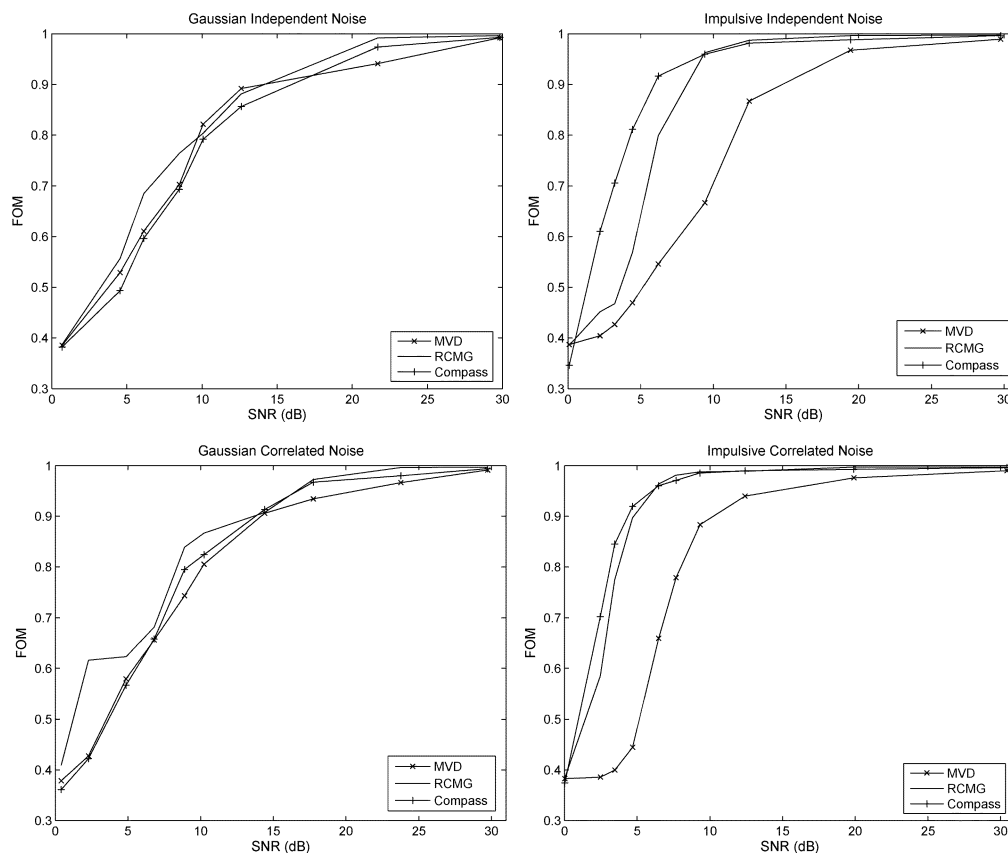 Gaussian Independent Noise
1
0.9
0.8
0.7
0.6
0.5
0.4
0.3
FOM
0 5 10 15 20 25 30
SNR (dB)
MVD
RCMG
Compass
Impulsive Independent Noise
1
0.9
0.8
0.7
0.6
0.5
0.4
0.3
FOM
0 5 10 15 20 25 30
SNR (dB)
MVD
RCMG
Compass
Gaussian Correlated Noise
1
0.9
0.8
0.7
0.6
0.5
0.4
0.3
FOM
0 5 10 15 20 25 30
SNR (dB)
MVD
RCMG
Compass
Impulsive Correlated Noise
1
0.9
0.8
0.7
0.6
0.5
0.4
0.3
FOM
0 5 10 15 20 25 30
SNR (dB)
MVD
RCMG
Compass